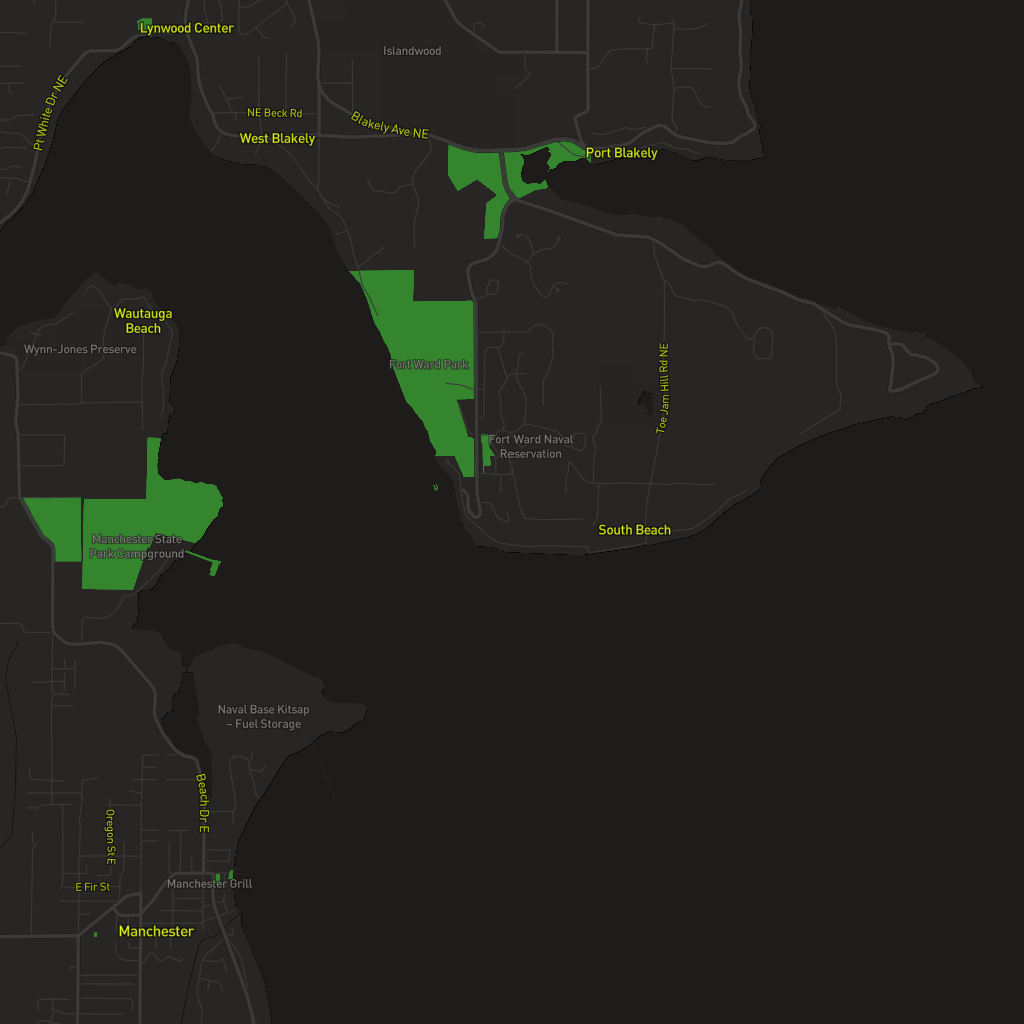 Lynwood Center
Islandwood
Pt White Dr NE
NE Beck Rd
Blakely Ave NE
West Blakely
Port Blakely
Wautauga
Beach
Wynn-Jones Preserve
Fort Ward Park
Toe Jam Hill Rd NE
Fort Ward Naval
Reservation
South Beach
Manchester State
Park Campground
Naval Base Kitsap
– Fuel Storage
Beach Dr E
Oregon St E
E Fir St
Manchester Grill
Manchester